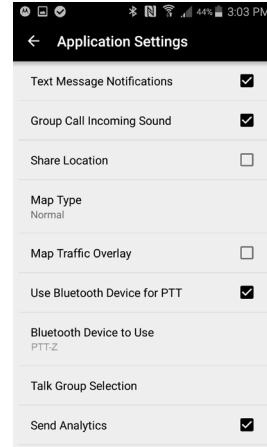 44% 3:03 PM
Application Settings
Text Message Notifications
Group Call Incoming Sound
Share Location
Map Type
Normal
Map Traffic Overlay
Use Bluetooth Device for PTT
Bluetooth Device to Use
PTT-Z
Talk Group Selection
Send Analytics